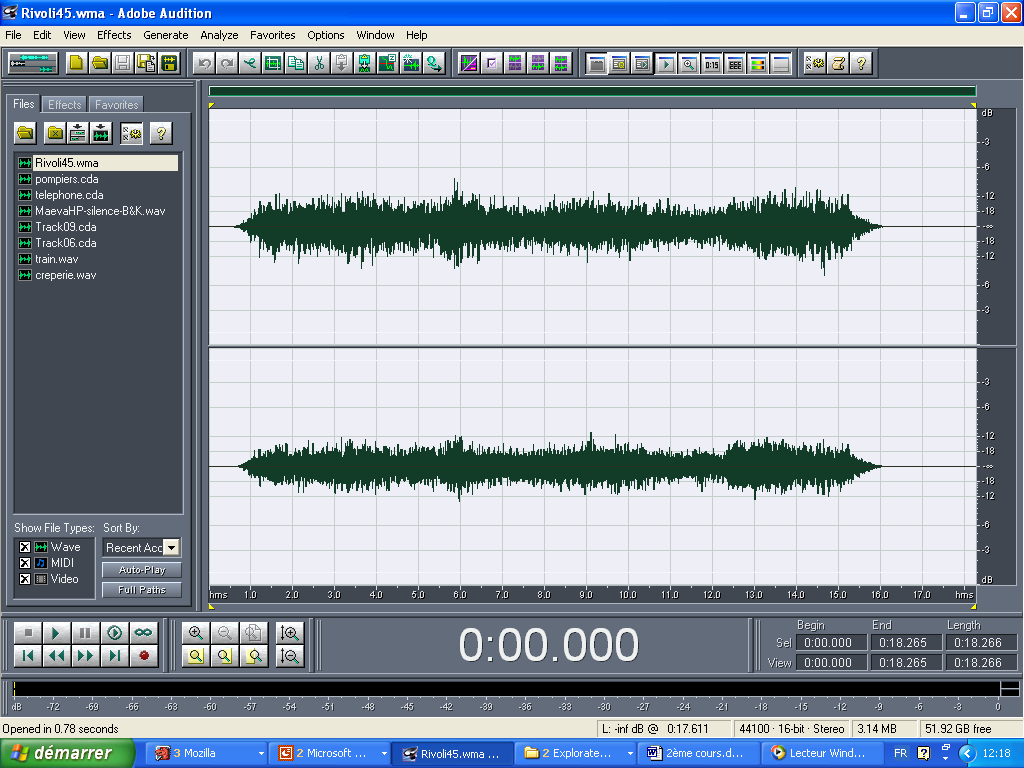 Rivoli45.wma - Adobe Audition
File Edit View Effects Generate Analyze Favorites Options Window Help
Files Effects Favorites
Rivoli45.wma
pompiers.cda
telephone.cda
MaevaHP-silence-B&K.wav
Track09.cda
Track06.cda
train.wav
creperie.wav
Show File Types: Sort By:
Wave
MIDI
Video
Recent Acc
Auto-Play
Full Paths
dB
-3
-6
-12
-18
-∞
-18
-12
-6
-3
-3
-6
-12
-18
-∞
-18
-12
-6
-3
dB
hms 1.0 2.0 3.0 4.0 5.0 6.0 7.0 8.0 9.0 10.0 11.0 12.0 13.0 14.0 15.0 16.0 17.0 hms
0:00.000
Begin End Length
Sel 0:00.000 0:18.265 0:18.266
View 0:00.000 0:18.265 0:18.266
dB -72 -69 -66 -63 -60 -57 -54 -51 -48 -45 -42 -39 -36 -33 -30 -27 -24 -21 -18 -15 -12 -9 -6 -3 0
Opened in 0.78 seconds
L: -inf dB @ 0:17.611 44100 · 16-bit · Stereo 3.14 MB 51.92 GB free
démarrer 3 Mozilla 2 Microsoft ... Rivoli45.wma ... 2 Explorate... 2ème cours.d... Lecteur Wind... FR 12:18